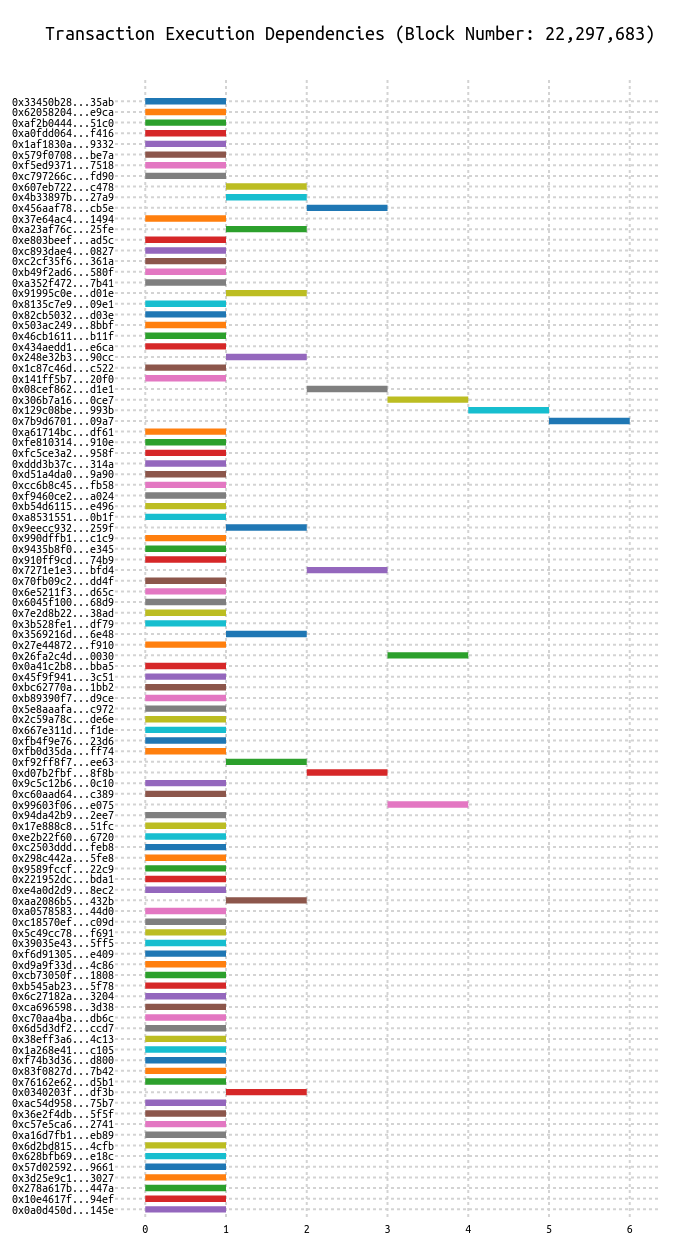 Transaction Execution Dependencies (Block Number: 22,297,683)
0x33450b28...35ab
0x62058204...e9ca
0xaf2b0444...51c0
0xa0fdd064...f416
0x1af1830a...9332
0x579f0708...be7a
0xf5ed9371...7518
0xc797266c...fd90
0x607eb722...c478
0x4b33897b...27a9
0x456aaf78...cb5e
0x37e64ac4...1494
0xa23af76c...25fe
0xe803beef...ad5c
0xc893dae4...0827
0xc2cf35f6...361a
0xb49f2ad6...580f
0xa352f472...7b41
0x91995c0e...d01e
0x8135c7e9...09e1
0x82cb5032...d03e
0x503ac249...8bbf
0x46cb1611...b11f
0x434aedd1...e6ca
0x248e32b3...90cc
0x1c87c46d...c522
0x141ff5b7...20f0
0x08cef862...d1e1
0x306b7a16...0ce7
0x129c08be...993b
0x7b9d6701...09a7
0xa61714bc...df61
0xfe810314...910e
0xfc5ce3a2...958f
0xddd3b37c...314a
0xd51a4da0...9a90
0xcc6b8c45...fb58
0xf9460ce2...a024
0xb54d6115...e496
0xa8531551...0b1f
0x9eecc932...259f
0x990dffb1...c1c9
0x9435b8f0...e345
0x910ff9cd...74b9
0x7271e1e3...bfd4
0x70fb09c2...dd4f
0x6e5211f3...d65c
0x6045f100...68d9
0x7e2d8b22...38ad
0x3b528fe1...df79
0x3569216d...6e48
0x27e44872...f910
0x26fa2c4d...0030
0x0a41c2b8...bba5
0x45f9f941...3c51
0xbc62770a...1bb2
0xb89390f7...d9ce
0x5e8aaafa...c972
0x2c59a78c...de6e
0x667e311d...f1de
0xfb4f9e76...23d6
0xfb0d35da...ff74
0xf92ff8f7...ee63
0xd07b2fbf...8f8b
0x9c5c12b6...0c10
0xc60aad64...c389
0x99603f06...e075
0x94da42b9...2ee7
0x17e888c8...51fc
0xe2b22f60...6720
0xc2503ddd...feb8
0x298c442a...5fe8
0x9589fccf...22c9
0x221952dc...bda1
0xe4a0d2d9...8ec2
0xaa2086b5...432b
0xa0578583...44d0
0xc18570ef...c09d
0x5c49cc78...f691
0x39035e43...5ff5
0xf6d91305...e409
0xd9a9f33d...4c86
0xcb73050f...1808
0xb545ab23...5f78
0x6c27182a...3204
0xca696598...3d38
0xc70aa4ba...db6c
0x6d5d3df2...ccd7
0x38eff3a6...4c13
0x1a268e41...c105
0xf74b3d36...d800
0x83f0827d...7b42
0x76162e62...d5b1
0x0340203f...df3b
0xac54d958...75b7
0x36e2f4db...5f5f
0xc57e5ca6...2741
0xa16d7fb1...eb89
0x6d2bd815...4cfb
0x628bfb69...e18c
0x57d02592...9661
0x3d25e9c1...3027
0x278a617b...447a
0x10e4617f...94ef
0x0a0d450d...145e
0 1 2 3 4 5 6